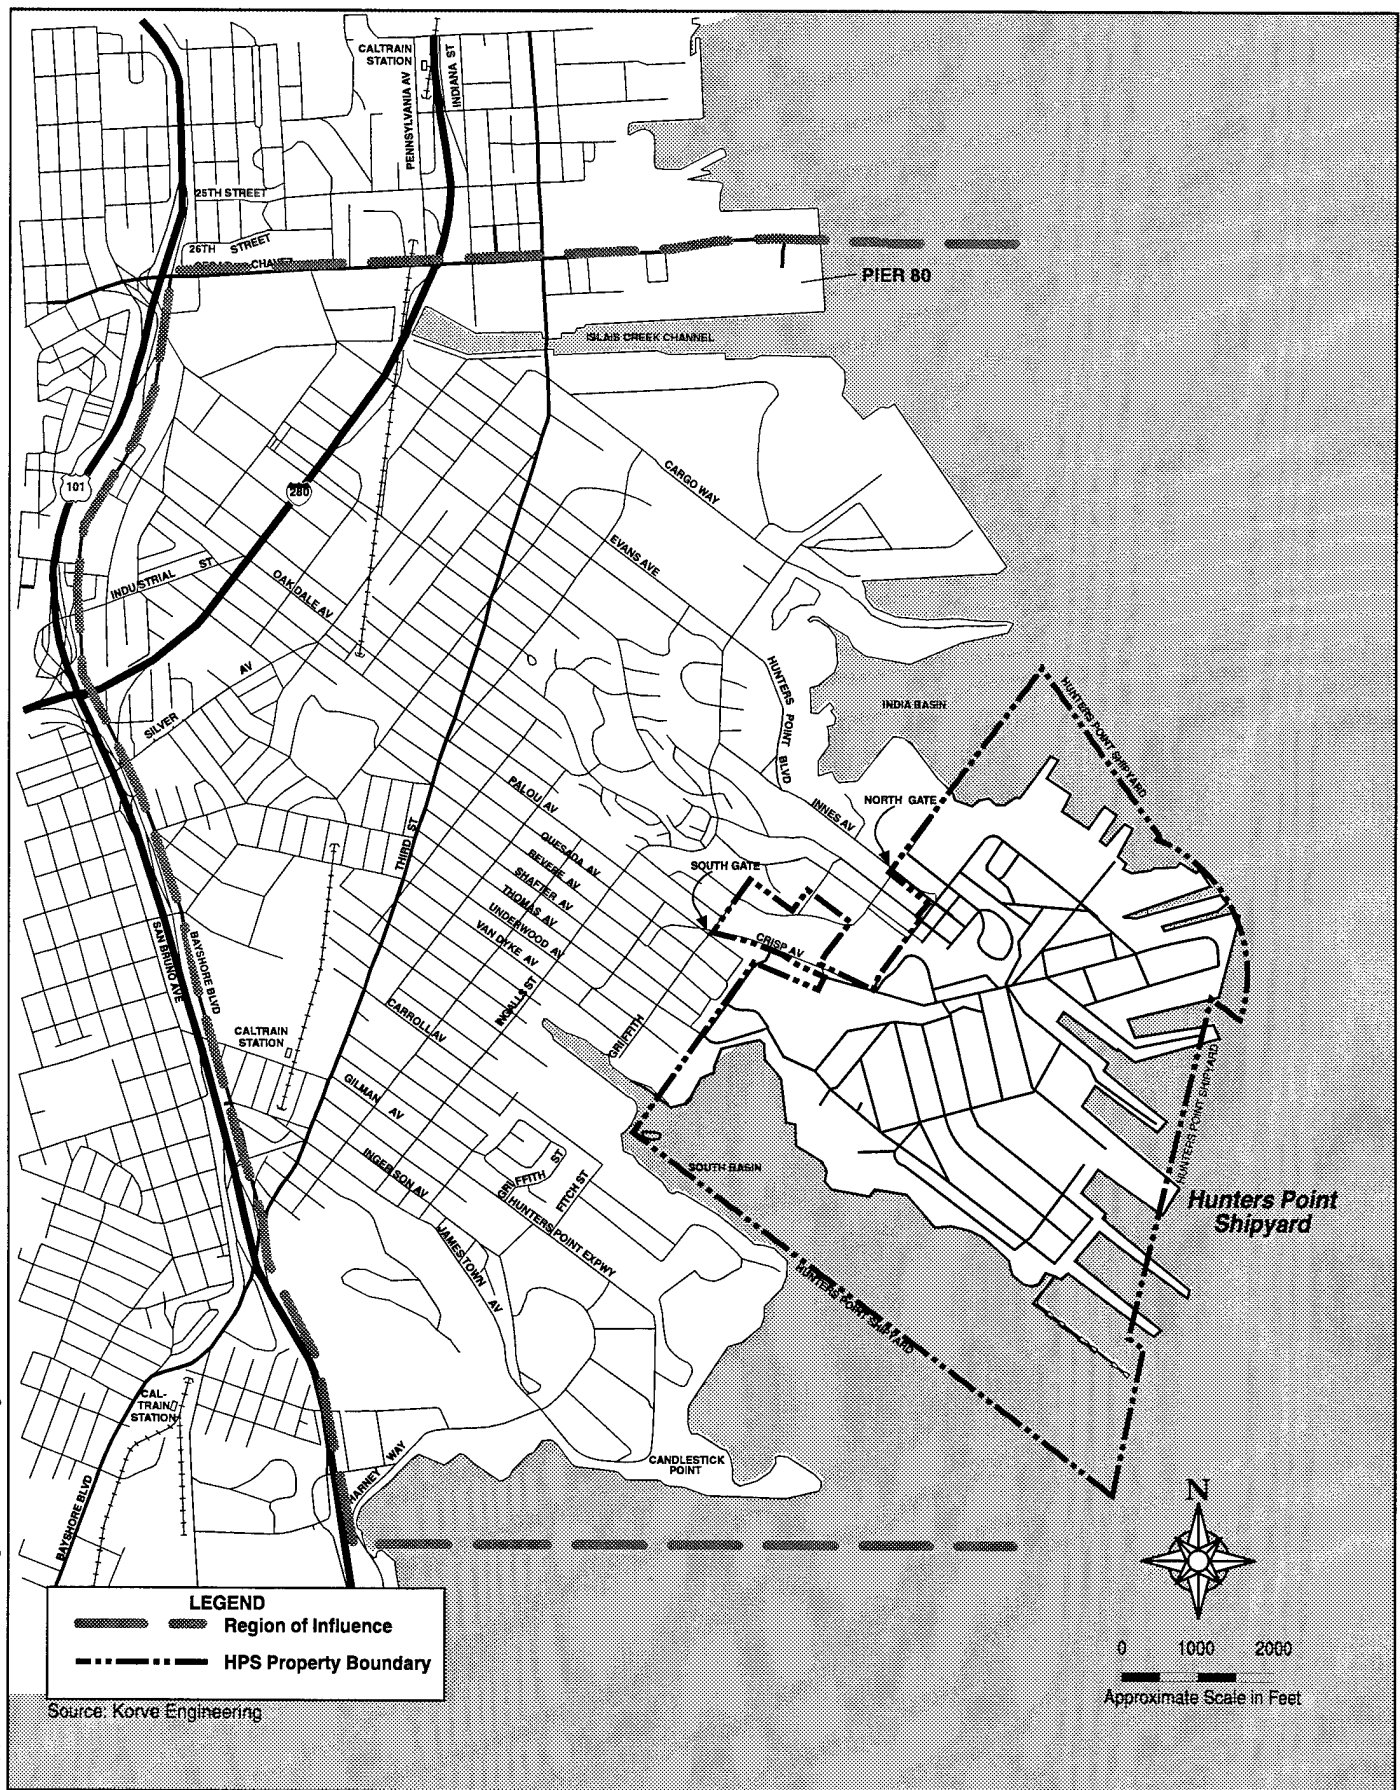 CALTRAIN
STATION
PENNSYLVANIA AV
INDIANA ST
25TH STREET
26TH STREET
CHAVEZ
PIER 80
ISLAIS CREEK CHANNEL
101
280
CARGO WAY
EVANS AVE
INDUSTRIAL ST
OAKDALE AV
SILVER AV
HUNTERS POINT BLVD
INDIA BASIN
HUNTERS POINT SHIPYARD
PALOU AV
INNES AV
NORTH GATE
THIRD ST
QUESADA AV
REVERE AV
SHAFTER AV
THOMAS AV
UNDERWOOD AV
VAN DYKE AV
SOUTH GATE
CRISP AV
SAN BRUNO AVE
BAYSHORE BLVD
INGALLS ST
CARROLL AV
GRIFFITH
CALTRAIN
STATION
GILMAN AV
HUNTERS POINT SHIPYARD
INGERSON AV
GRIFFITH ST
FITCH ST
SOUTH BASIN
Hunters Point
Shipyard
HUNTERS POINT EXPWY
JAMESTOWN AV
HUNTERS POINT SHIPYARD
CAL-
TRAIN
STATION
BAYSHORE BLVD
HARNEY WAY
CANDLESTICK
POINT
N
LEGEND
Region of Influence
HPS Property Boundary
0 1000 2000
Approximate Scale in Feet
Source: Korve Engineering